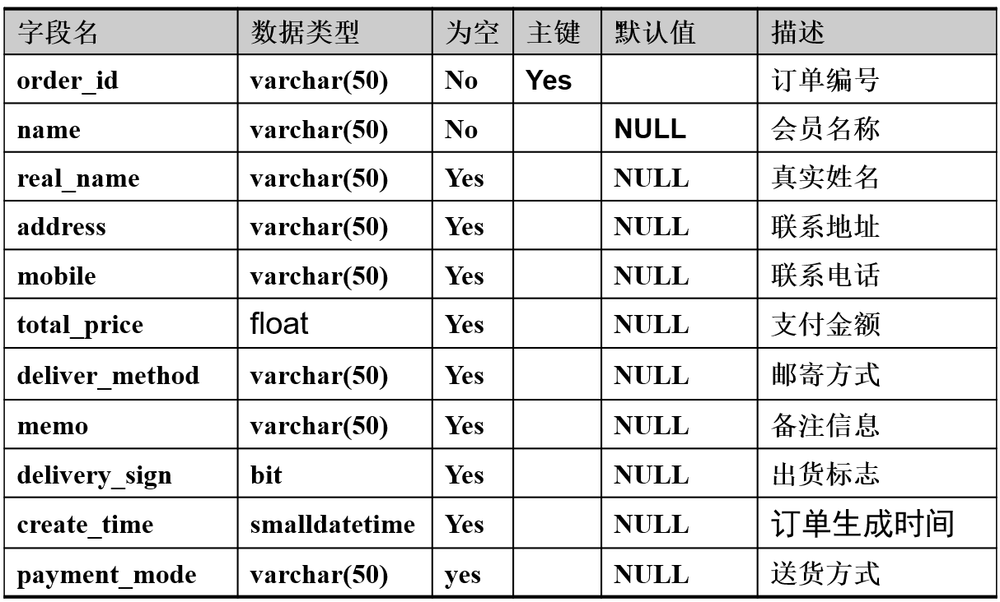 字段名 数据类型 为空 主键 默认值 描述
order_id varchar(50) No Yes 订单编号
name varchar(50) No NULL 会员名称
real_name varchar(50) Yes NULL 真实姓名
address varchar(50) Yes NULL 联系地址
mobile varchar(50) Yes NULL 联系电话
total_price float Yes NULL 支付金额
deliver_method varchar(50) Yes NULL 邮寄方式
memo varchar(50) Yes NULL 备注信息
delivery_sign bit Yes NULL 出货标志
create_time smalldatetime Yes NULL 订单生成时间
payment_mode varchar(50) yes NULL 送货方式